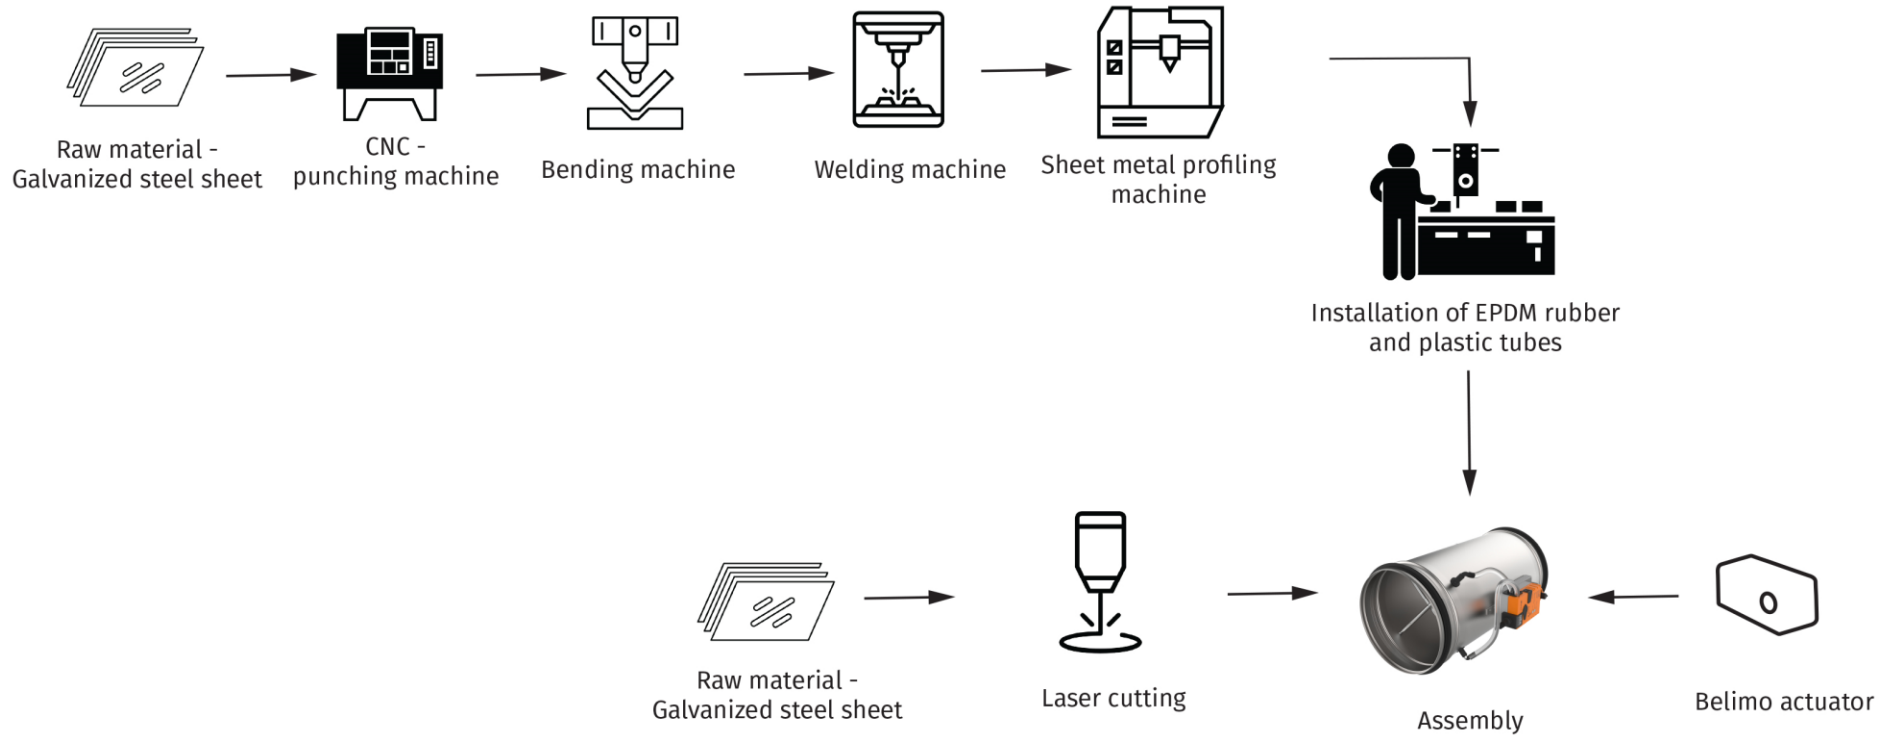 Raw material -
Galvanized steel sheet
CNC -
punching machine
Bending machine
Welding machine
Sheet metal profiling
machine
Installation of EPDM rubber
and plastic tubes
Raw material -
Galvanized steel sheet
Laser cutting
Assembly
Belimo actuator